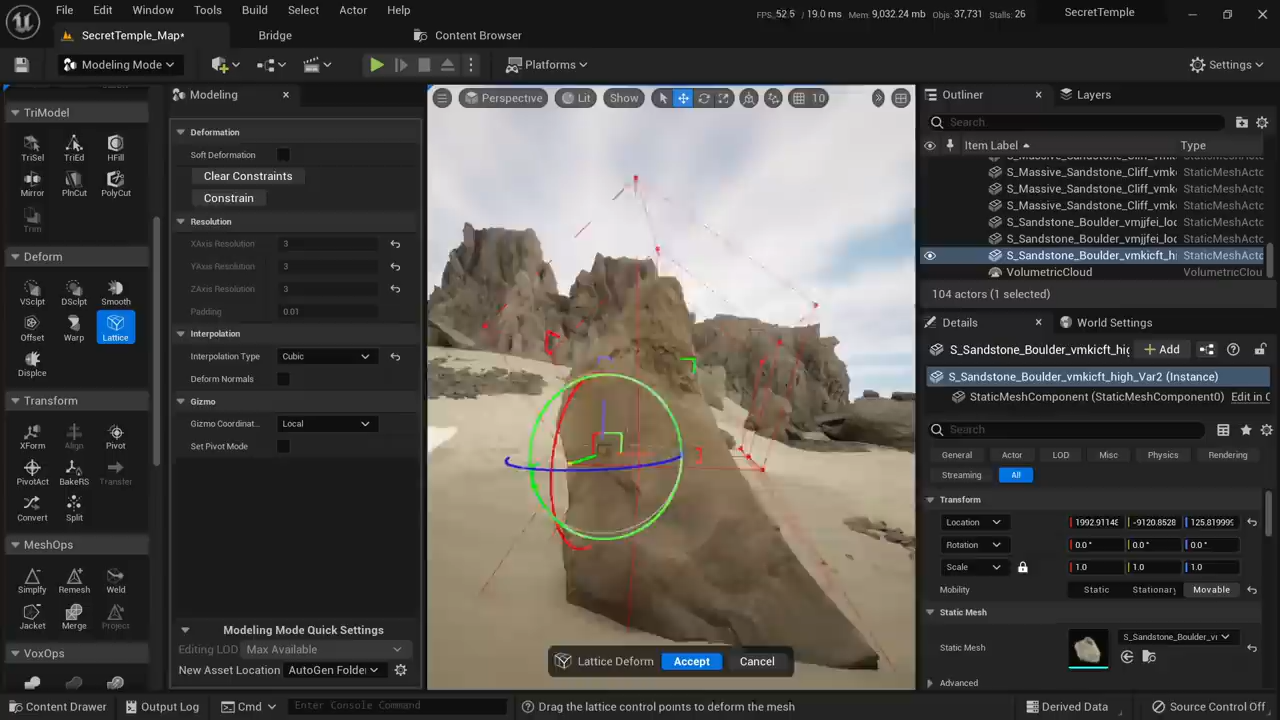 File Edit Window Tools Build Select Actor Help
FPS: 52.5 / 19.0 ms Mem: 9,032.24 mb Objs: 37,731 Stalls: 26
SecretTemple
SecretTemple_Map*
Bridge
Content Browser
Modeling Mode
Platforms
Settings
TriModel
TriSel TriEd HFill
Mirror PlnCut PolyCut
Trim
Deform
VSclpt DSclpt Smooth
Offset Warp Lattice
Displce
Transform
XForm Align Pivot
PivotAct BakeRS Transfer
Convert Split
MeshOps
Simplify Remesh Weld
Jacket Merge Project
VoxOps
Modeling
Deformation
Soft Deformation
Clear Constraints
Constrain
Resolution
XAxis Resolution 3
YAxis Resolution 3
ZAxis Resolution 3
Padding 0.01
Interpolation
Interpolation Type Cubic
Deform Normals
Gizmo
Gizmo Coordinat.. Local
Set Pivot Mode
Modeling Mode Quick Settings
Editing LOD Max Available
New Asset Location AutoGen Folder
Perspective Lit Show 10
Lattice Deform Accept Cancel
Outliner
Layers
Search
Item Label Type
S_Massive_Sandstone_Cliff_vmk StaticMeshActo
S_Massive_Sandstone_Cliff_vmk StaticMeshActo
S_Massive_Sandstone_Cliff_vmk StaticMeshActo
S_Sandstone_Boulder_vmjjfei_loc StaticMeshActo
S_Sandstone_Boulder_vmjjfei_loc StaticMeshActo
S_Sandstone_Boulder_vmkicft_hi StaticMeshActo
VolumetricCloud VolumetricClou
104 actors (1 selected)
Details
World Settings
S_Sandstone_Boulder_vmkicft_hig
Add
S_Sandstone_Boulder_vmkicft_high_Var2 (Instance)
StaticMeshComponent (StaticMeshComponent0) Edit in C
Search
General Actor LOD Misc Physics Rendering
Streaming All
Transform
Location 1992.91148 -9120.8528 125.819999
Rotation 0.0 ° 0.0 ° 0.0 °
Scale 1.0 1.0 1.0
Mobility Static Stationary Movable
Static Mesh
Static Mesh S_Sandstone_Boulder_vr
Advanced
Content Drawer
Output Log
Cmd
Enter Console Command
Drag the lattice control points to deform the mesh
Derived Data
Source Control Off